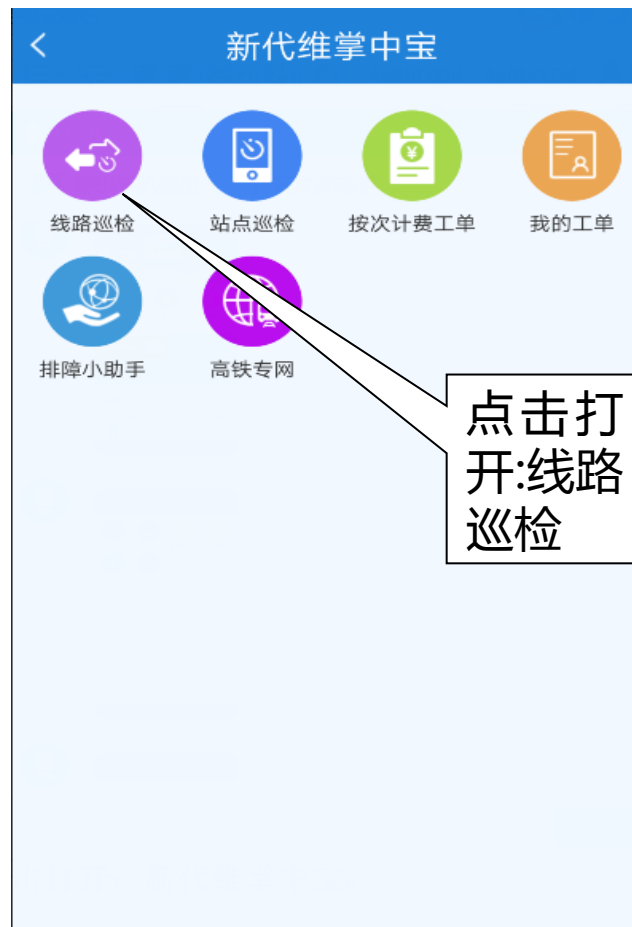 新代维掌中宝
线路巡检 站点巡检 按次计费工单 我的工单
排障小助手 高铁专网
点击打
开:线路
巡检